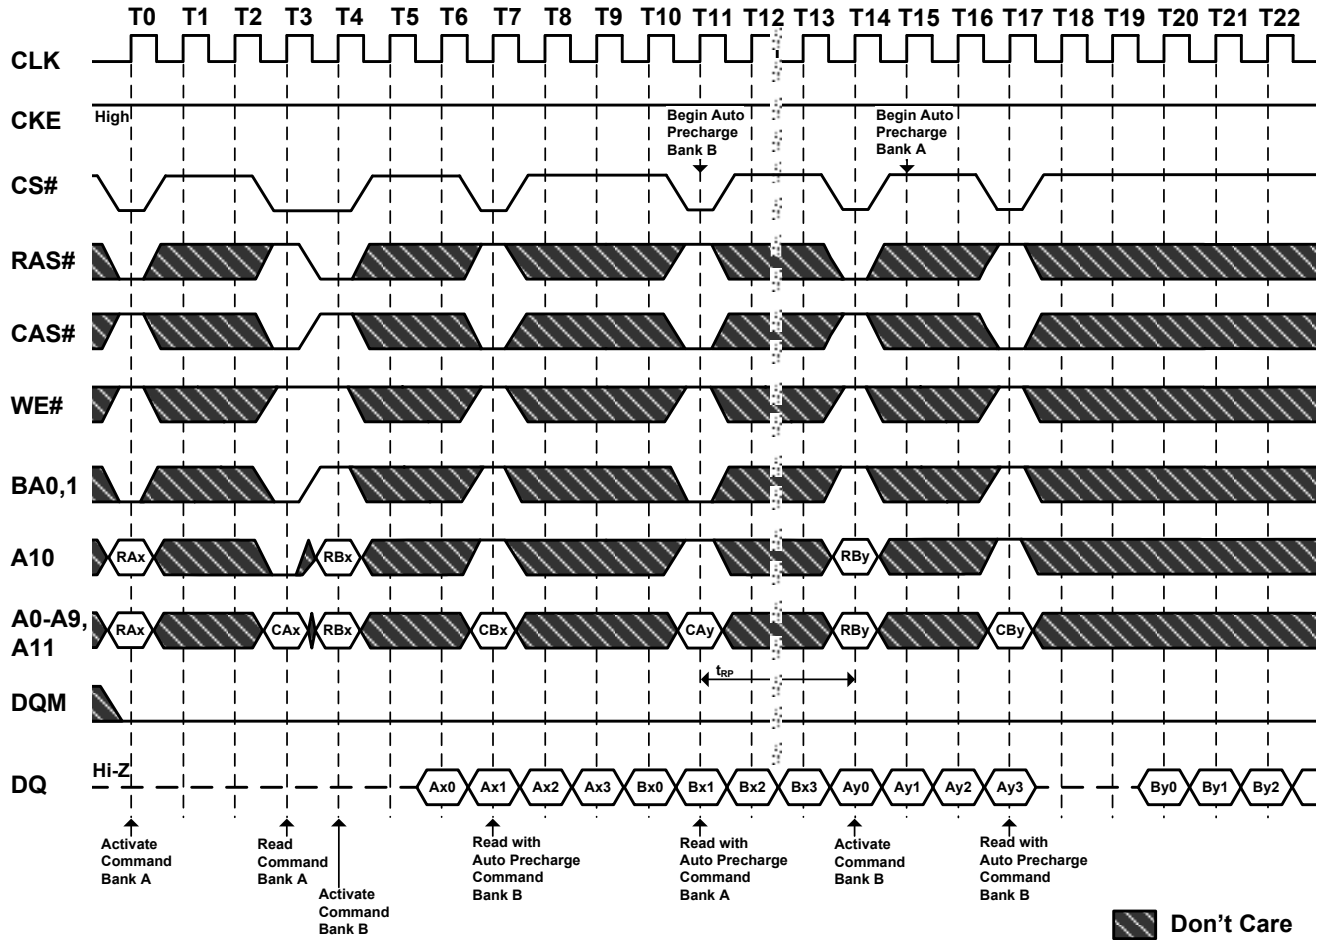 T0 T1 T2 T3 T4 T5 T6 T7 T8 T9 T10 T11 T12 T13 T14 T15 T16 T17 T18 T19 T20 T21 T22
CLK
CKE
High
Begin Auto
Precharge
Bank B
Begin Auto
Precharge
Bank A
CS#
RAS#
CAS#
WE#
BA0,1
A10
RAx RBx RBy
A0-A9,
A11
RAx CAx RBx CBx CAy RBy CBy
tRP
DQM
Hi-Z
DQ
Ax0 Ax1 Ax2 Ax3 Bx0 Bx1 Bx2 Bx3 Ay0 Ay1 Ay2 Ay3 By0 By1 By2
Activate
Command
Bank A
Read
Command
Bank A
Activate
Command
Bank B
Read with
Auto Precharge
Command
Bank B
Read with
Auto Precharge
Command
Bank A
Activate
Command
Bank B
Read with
Auto Precharge
Command
Bank B
Don't Care